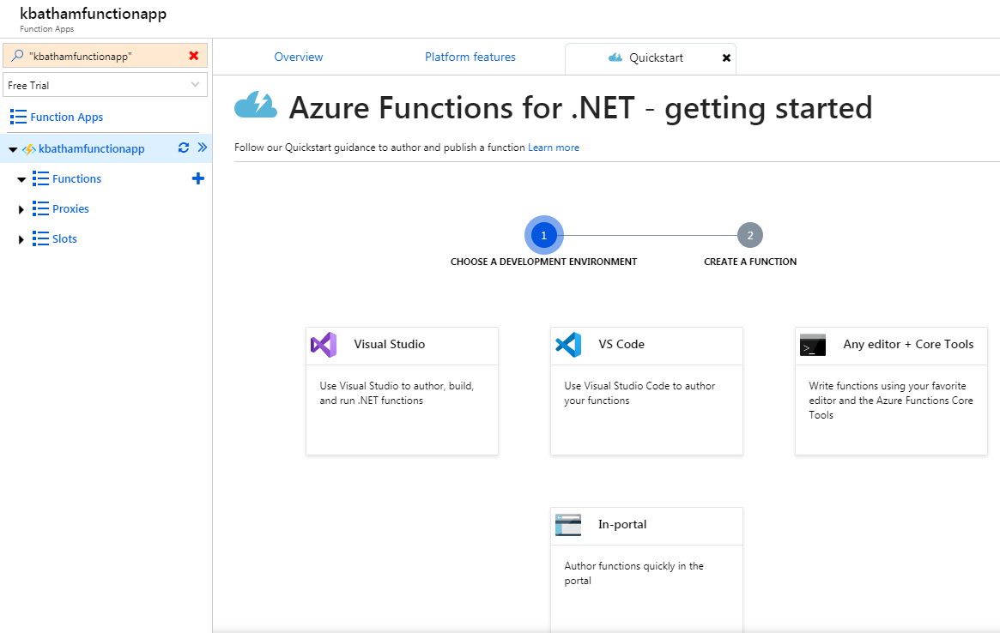 kbathamfunctionapp
Function Apps
"kbathamfunctionapp"
Free Trial
Function Apps
kbathamfunctionapp
Functions
Proxies
Slots
Overview
Platform features
Quickstart
Azure Functions for .NET - getting started
Follow our Quickstart guidance to author and publish a function Learn more
1
2
CHOOSE A DEVELOPMENT ENVIRONMENT
CREATE A FUNCTION
Visual Studio
Use Visual Studio to author, build,
and run .NET functions
VS Code
Use Visual Studio Code to author
your functions
>_
Any editor + Core Tools
Write functions using your favorite
editor and the Azure Functions Core
Tools
In-portal
Author functions quickly in the
portal